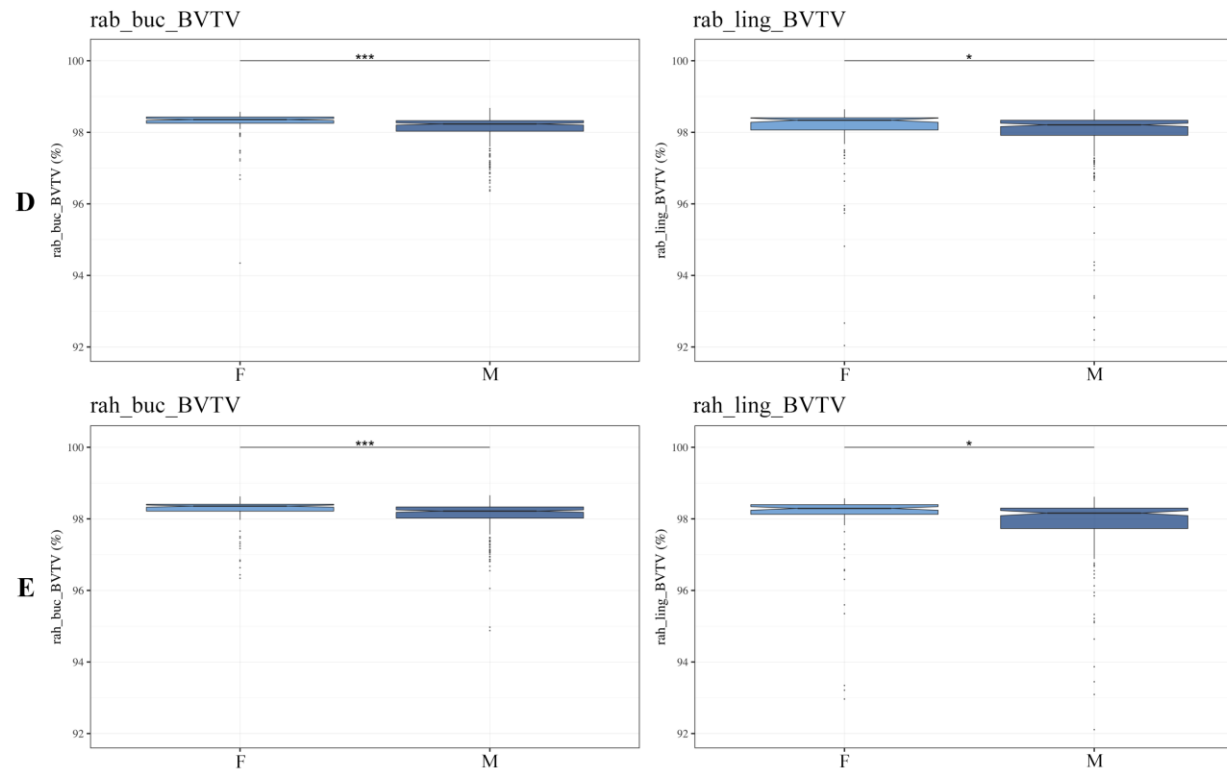 rab_buc_BVTV
rab_ling_BVTV
D
rab_buc_BVTV (%)
100
98
96
94
92
***
F
M
rab_ling_BVTV (%)
100
98
96
94
92
*
F
M
rah_buc_BVTV
rah_ling_BVTV
E
rah_buc_BVTV (%)
100
98
96
94
92
***
F
M
rah_ling_BVTV (%)
100
98
96
94
92
*
F
M